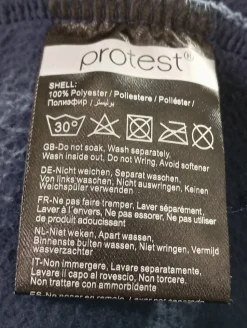 protest®
SHELL:
100% Polyester / Poliestere / Poliéster /
Полиэфир / بوليستر
30°
GB-Do not soak, Wash separately,
Wash inside out, Do not Wring, Avoid softener
DE-Nicht weichen, Separat waschen,
Von links waschen, Nicht auswringen, Keinen
Weichspüler verwenden
FR-Ne pas faire tremper, Laver séparément,
Laver à l'envers, Ne pas essorer, Ne pas utiliser
de produit adoucissant
NL-Niet weken, Apart wassen,
Binnenste buiten wassen, Niet wringen, Vermijd
wasverzachter
IT-Non immergere, Lavare separatamente,
Lavare il capo al rovescio, Non torcere,
Non trattare con ammorbidente